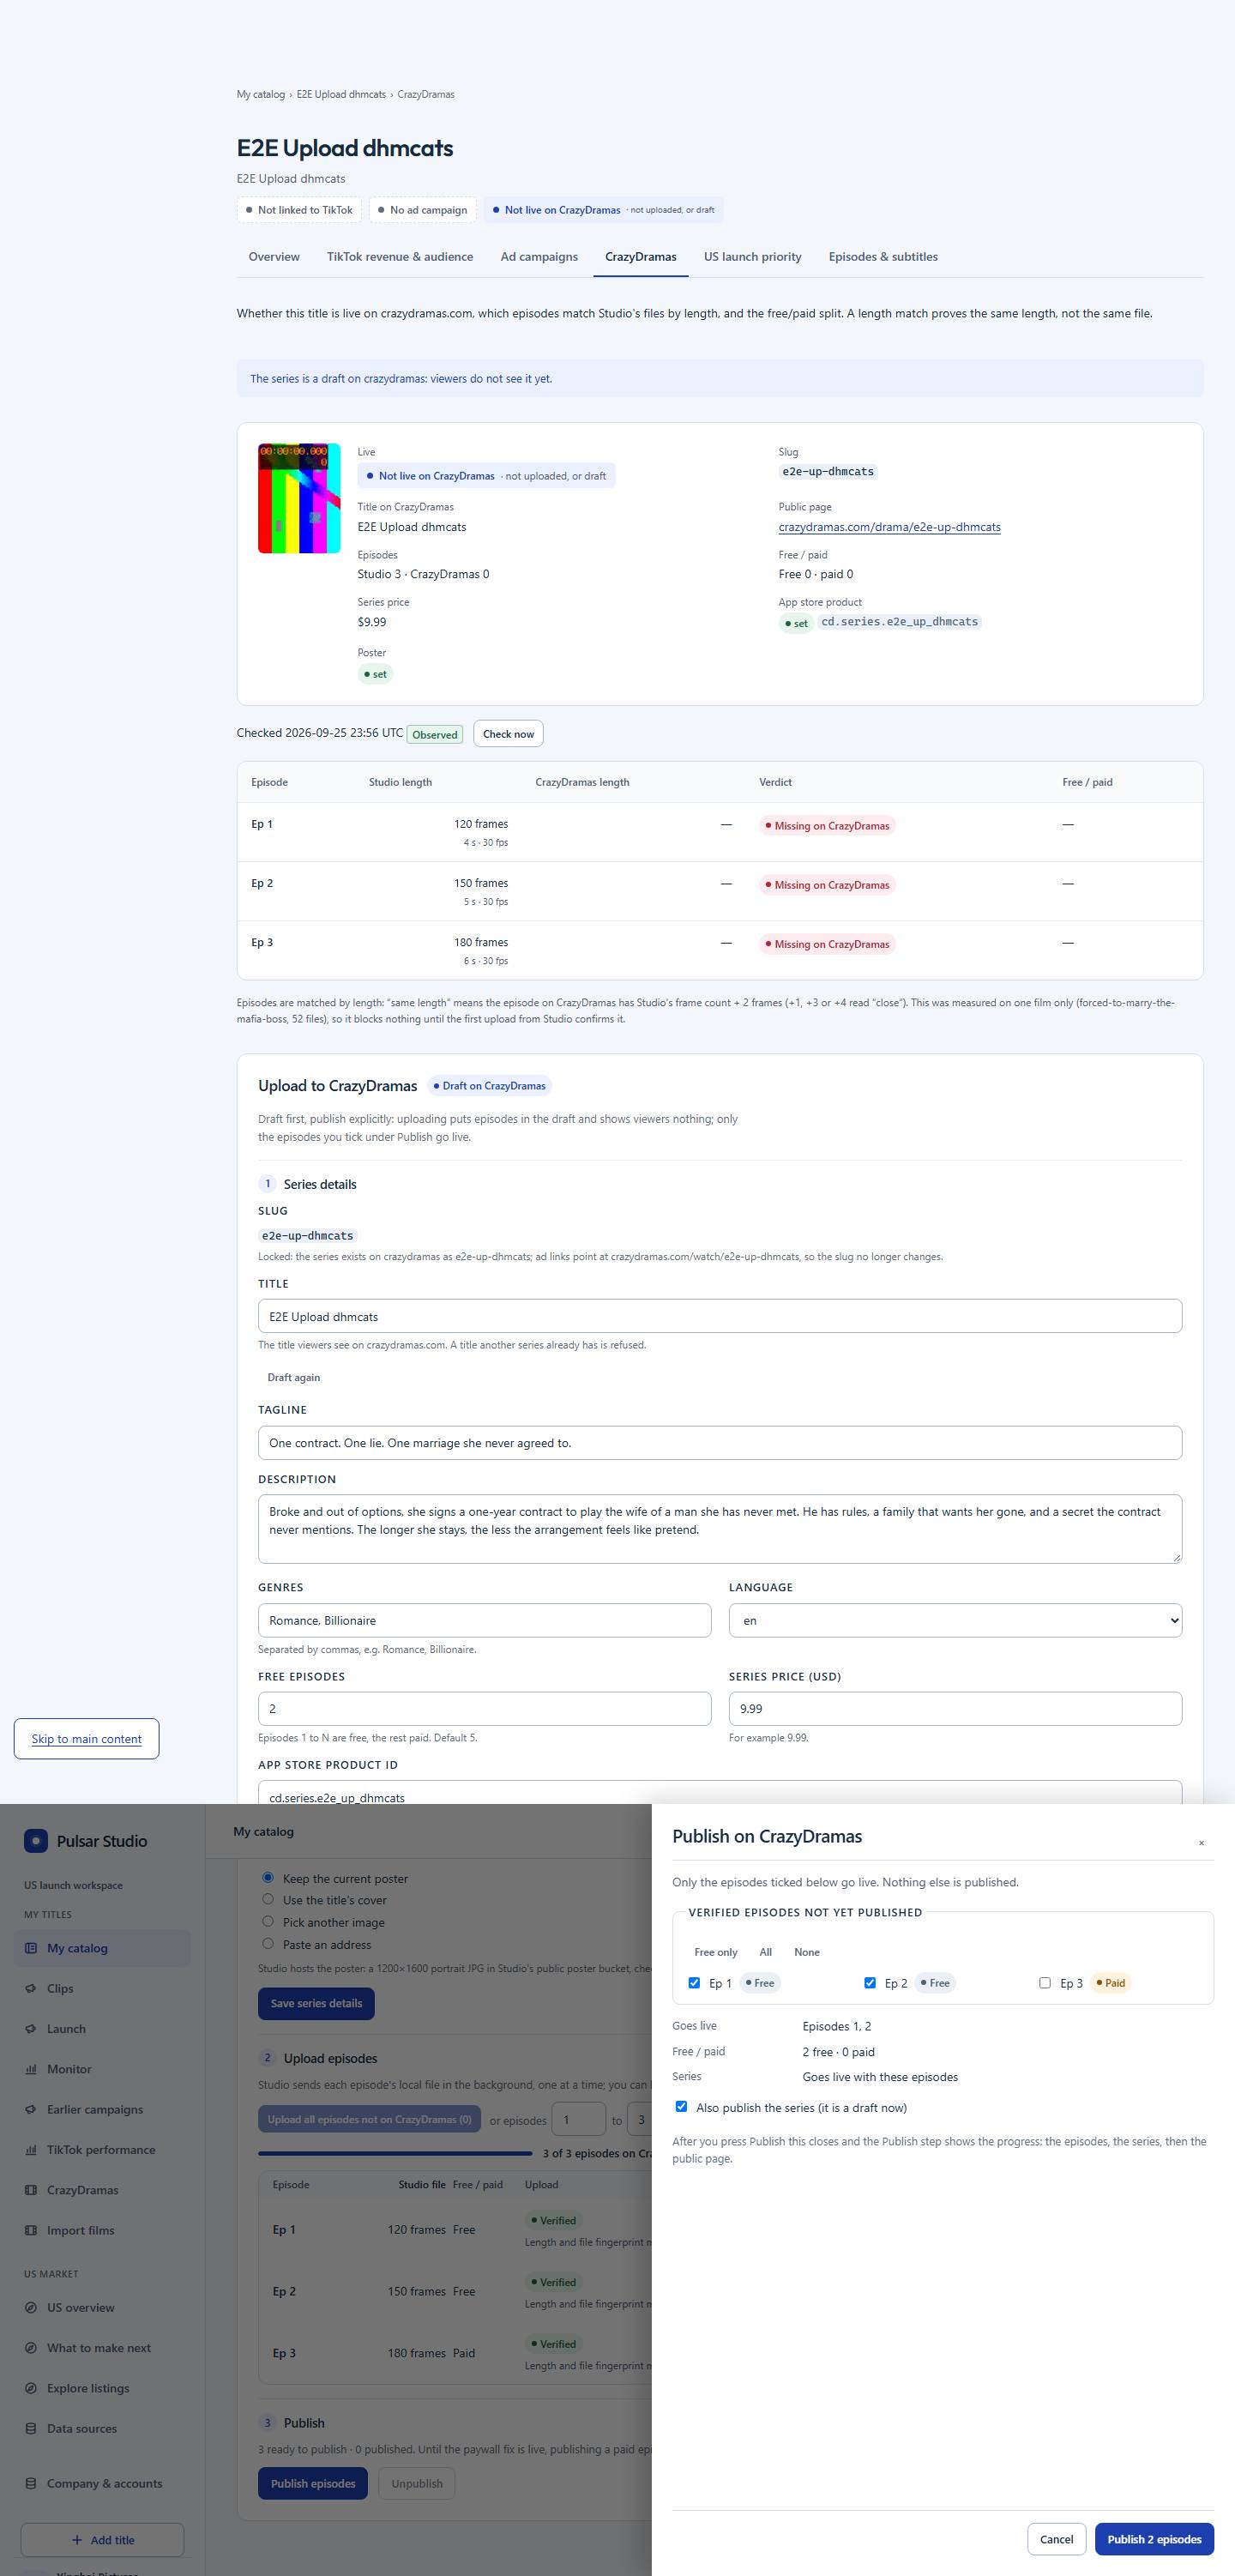 My catalog › E2E Upload dhmcats › CrazyDramas
E2E Upload dhmcats
E2E Upload dhmcats
Not linked to TikTok
No ad campaign
Not live on CrazyDramas · not uploaded, or draft
Overview
TikTok revenue & audience
Ad campaigns
CrazyDramas
US launch priority
Episodes & subtitles
Whether this title is live on crazydramas.com, which episodes match Studio's files by length, and the free/paid split. A length match proves the same length, not the same file.
The series is a draft on crazydramas: viewers do not see it yet.
00:00:00.000
0
Live
Not live on CrazyDramas · not uploaded, or draft
Slug
e2e-up-dhmcats
Title on CrazyDramas
E2E Upload dhmcats
Public page
crazydramas.com/drama/e2e-up-dhmcats
Episodes
Studio 3 · CrazyDramas 0
Free / paid
Free 0 · paid 0
Series price
$9.99
App store product
set cd.series.e2e_up_dhmcats
Poster
set
Checked 2026-09-25 23:56 UTC Observed Check now
Episode Studio length CrazyDramas length Verdict Free / paid
Ep 1 120 frames — Missing on CrazyDramas —
4 s · 30 fps
Ep 2 150 frames — Missing on CrazyDramas —
5 s · 30 fps
Ep 3 180 frames — Missing on CrazyDramas —
6 s · 30 fps
Episodes are matched by length: "same length" means the episode on CrazyDramas has Studio's frame count + 2 frames (+1, +3 or +4 read "close"). This was measured on one film only (forced-to-marry-the-
mafia-boss, 52 files), so it blocks nothing until the first upload from Studio confirms it.
Upload to CrazyDramas Draft on CrazyDramas
Draft first, publish explicitly: uploading puts episodes in the draft and shows viewers nothing; only
the episodes you tick under Publish go live.
1 Series details
SLUG
e2e-up-dhmcats
Locked: the series exists on crazydramas as e2e-up-dhmcats; ad links point at crazydramas.com/watch/e2e-up-dhmcats, so the slug no longer changes.
TITLE
E2E Upload dhmcats
The title viewers see on crazydramas.com. A title another series already has is refused.
Draft again
TAGLINE
One contract. One lie. One marriage she never agreed to.
DESCRIPTION
Broke and out of options, she signs a one-year contract to play the wife of a man she has never met. He has rules, a family that wants her gone, and a secret the contract
never mentions. The longer she stays, the less the arrangement feels like pretend.
GENRES
Romance, Billionaire
Separated by commas, e.g. Romance, Billionaire.
LANGUAGE
en
FREE EPISODES
2
Episodes 1 to N are free, the rest paid. Default 5.
SERIES PRICE (USD)
9.99
For example 9.99.
APP STORE PRODUCT ID
cd.series.e2e_up_dhmcats
Skip to main content
Pulsar Studio
US launch workspace
MY TITLES
My catalog
Clips
Launch
Monitor
Earlier campaigns
TikTok performance
CrazyDramas
Import films
US MARKET
US overview
What to make next
Explore listings
Data sources
Company & accounts
Add title
My catalog
Keep the current poster
Use the title's cover
Pick another image
Paste an address
Studio hosts the poster: a 1200×1600 portrait JPG in Studio's public poster bucket,
Save series details
2 Upload episodes
Studio sends each episode's local file in the background, one at a time; you can
Upload all episodes not on CrazyDramas (0) or episodes 1 to 3
3 of 3 episodes on
Episode Studio file Free / paid Upload
Ep 1 120 frames Free Verified
Length and file fingerprint
Ep 2 150 frames Free Verified
Length and file fingerprint
Ep 3 180 frames Paid Verified
Length and file fingerprint
3 Publish
3 ready to publish · 0 published. Until the paywall fix is live, publishing a paid
Publish episodes Unpublish
Publish on CrazyDramas ×
Only the episodes ticked below go live. Nothing else is published.
VERIFIED EPISODES NOT YET PUBLISHED
Free only All None
Ep 1 Free Ep 2 Free Ep 3 Paid
Goes live Episodes 1, 2
Free / paid 2 free · 0 paid
Series Goes live with these episodes
Also publish the series (it is a draft now)
After you press Publish this closes and the Publish step shows the progress: the episodes, the series, then the
public page.
Cancel Publish 2 episodes